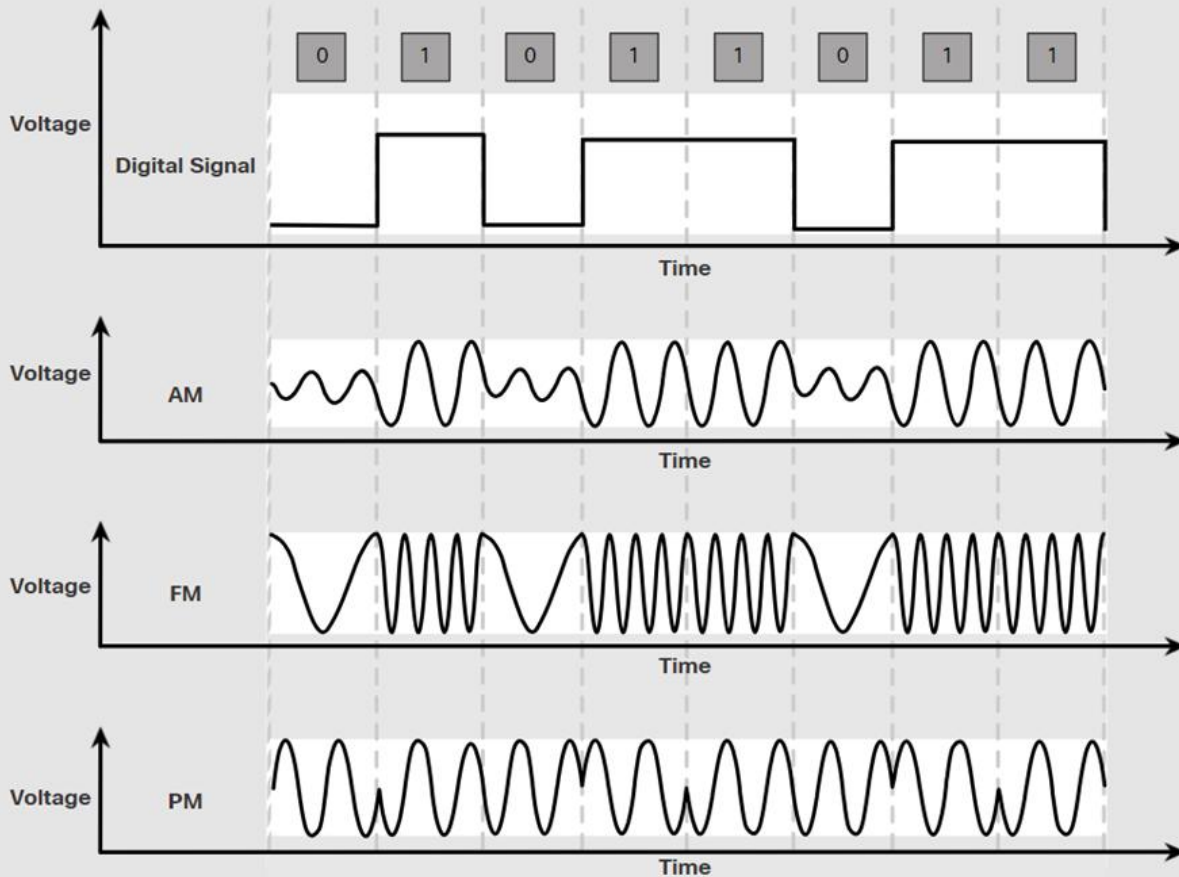 0 1 0 1 1 0 1 1
Voltage
Digital Signal
Time
Voltage
AM
Time
Voltage
FM
Time
Voltage
PM
Time